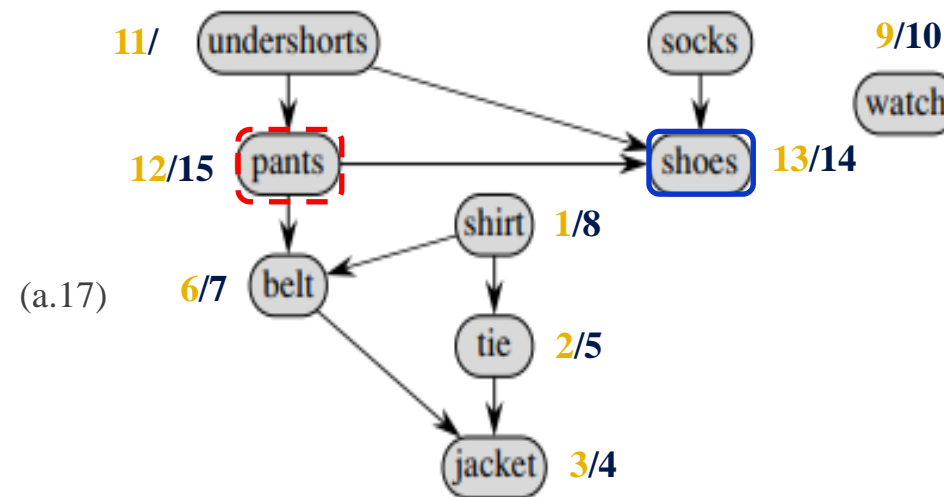 11/ undershorts socks 9/10
watch
12/15 pants shoes 13/14
shirt 1/8
(a.17) 6/7 belt
tie 2/5
jacket 3/4